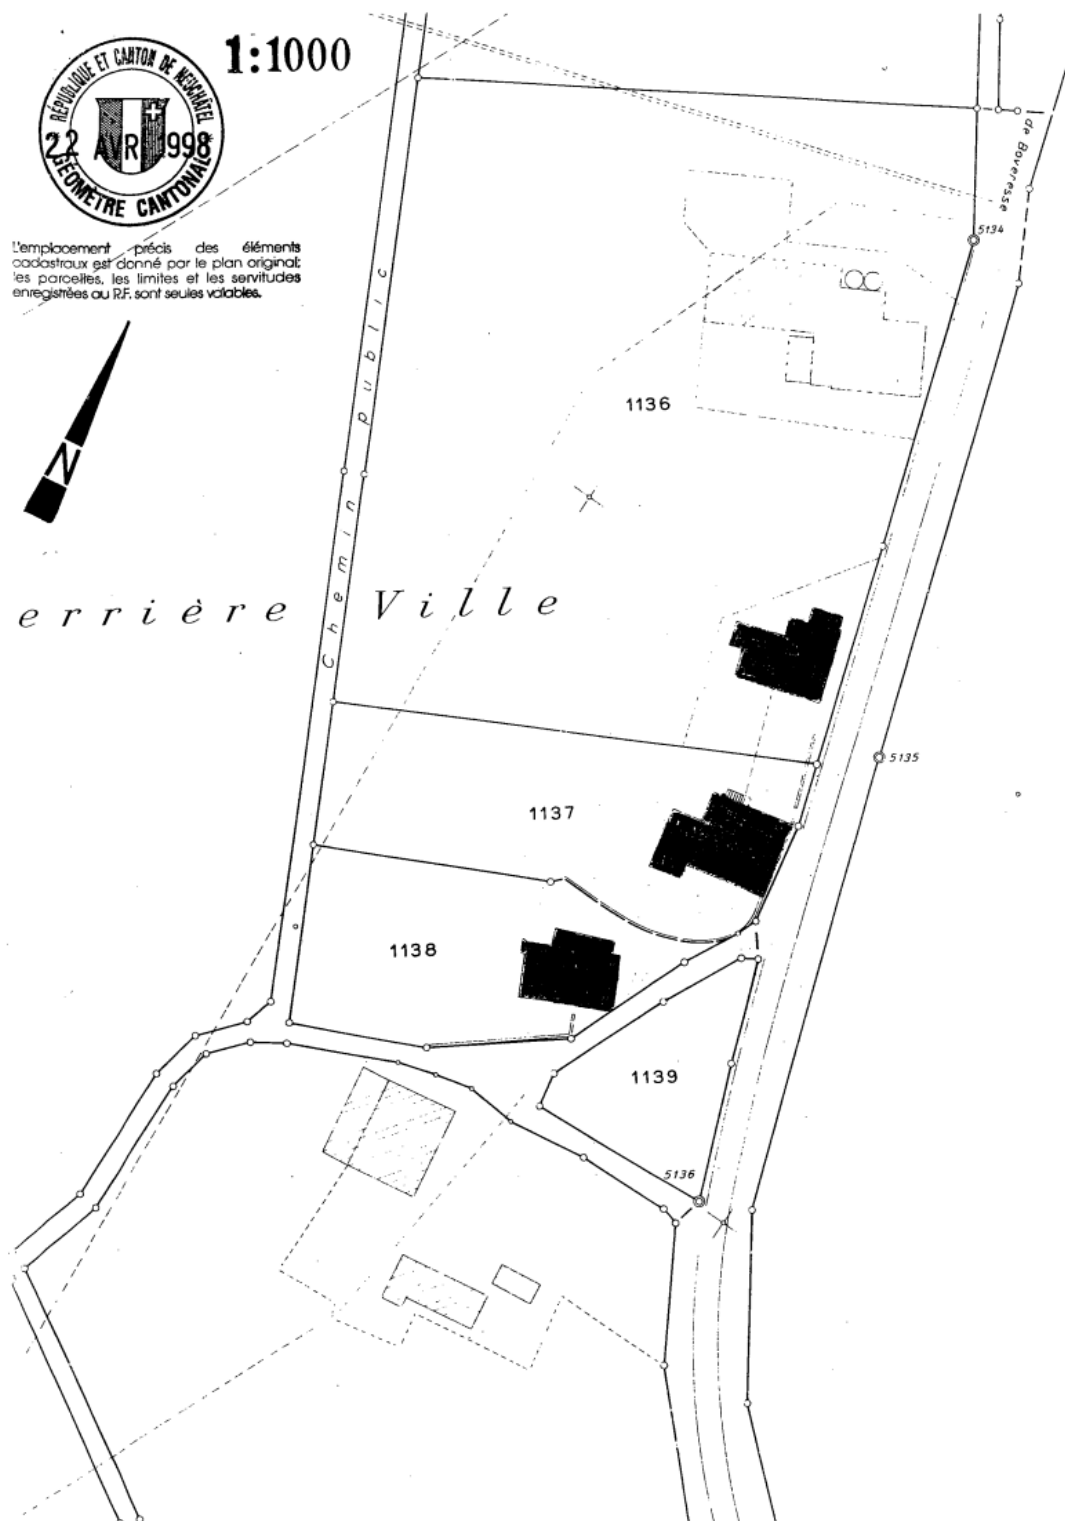 1:1000
RÉPUBLIQUE ET CANTON DE NEUCHÂTEL
22 AVR 1998
GÉOMÈTRE CANTONAL
L'emplacement précis des éléments
cadastraux est donné par le plan original:
les parcelles, les limites et les servitudes
enregistrées au R.F. sont seules valables.
de Boveresse
5134
Chemin public
1136
N
errière Ville
5135
1137
1138
1139
5136